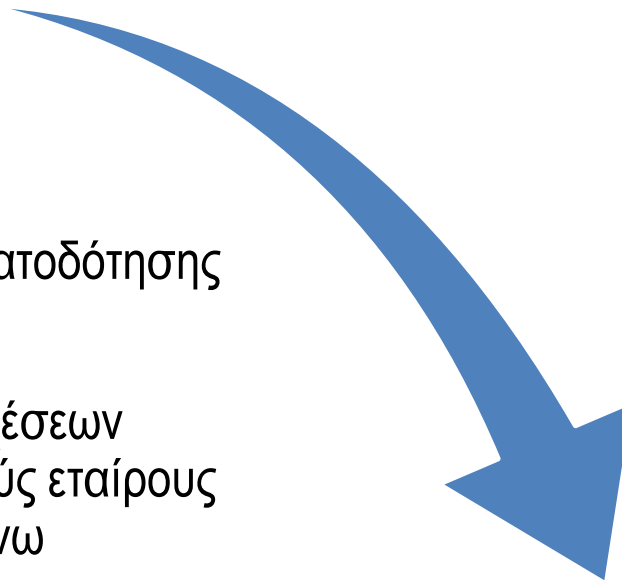 ατοδότησης
έσεων
ύς εταίρους
νω